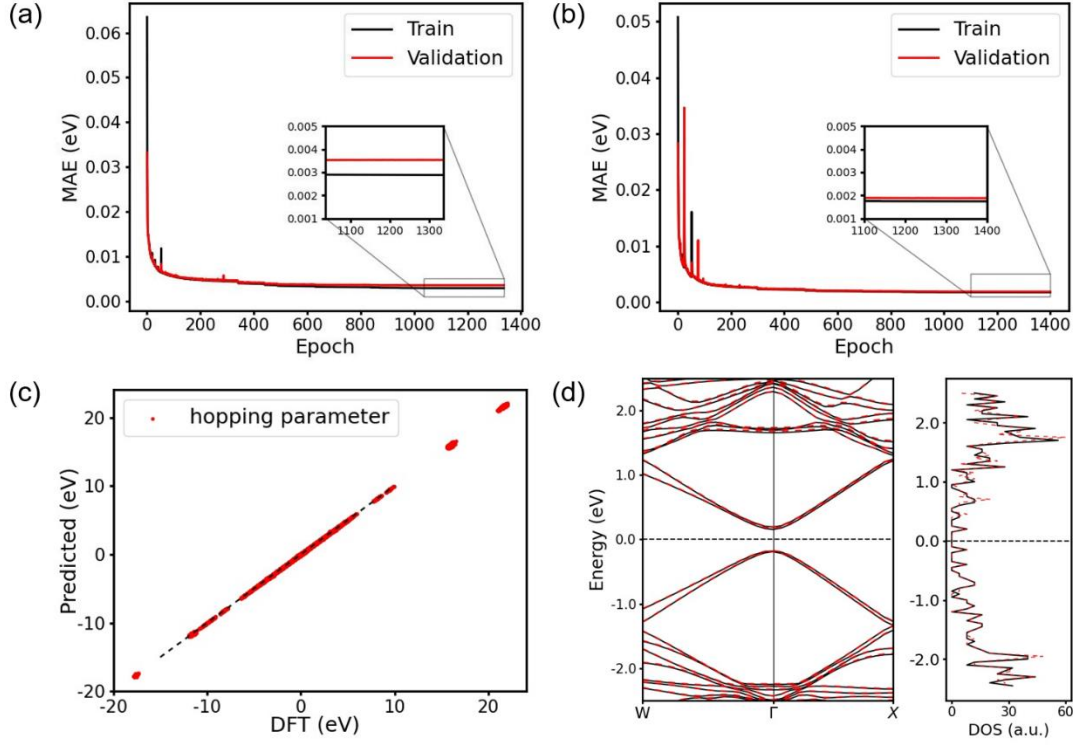 (a)
Train
Validation
0.06
0.05
0.04
0.03
0.02
0.01
0.00
MAE (eV)
0.005
0.004
0.003
0.002
0.001
1100 1200 1300
0 200 400 600 800 1000 1200 1400
Epoch
(b)
Train
Validation
0.05
0.04
0.03
0.02
0.01
0.00
MAE (eV)
0.005
0.004
0.003
0.002
0.001
1100 1200 1300 1400
0 200 400 600 800 1000 1200 1400
Epoch
(c)
hopping parameter
20
10
0
-10
-20
Predicted (eV)
-20 -10 0 10 20
DFT (eV)
(d)
2.0
1.0
0.0
-1.0
-2.0
Energy (eV)
W Γ X
2.0
1.0
0.0
-1.0
-2.0
0 30 60
DOS (a.u.)